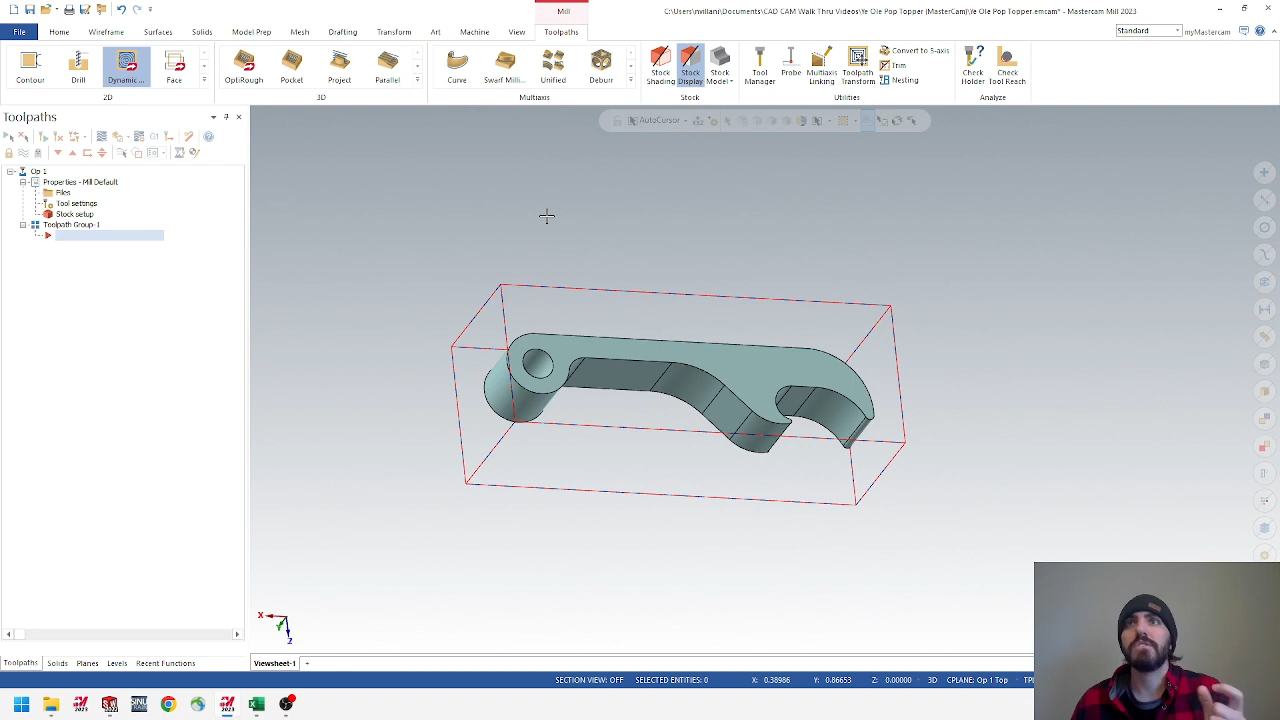 Mill
C:\Users\nvillani\Documents\CAD CAM Walk Thru Videos\Ye Ole Pop Topper (MasterCam)\Ye Ole Pop Topper.emcam* - Mastercam Mill 2023
File Home Wireframe Surfaces Solids Model Prep Mesh Drafting Transform Art Machine View Toolpaths
Standard myMastercam
Contour Drill Dynamic ... Face
OptiRough Pocket Project Parallel
Curve Swarf Milli... Unified Deburr
Stock Shading Stock Display Stock Model
Tool Manager Probe Multiaxis Linking Toolpath Transform
Convert to 5-axis
Trim
Nesting
Check Holder Check Tool Reach
2D 3D Multiaxis Stock Utilities Analyze
Toolpaths
AutoCursor
Op 1
Properties - Mill Default
Files
Tool settings
Stock setup
Toolpath Group-1
X
Y
Z
Toolpaths Solids Planes Levels Recent Functions
Viewsheet-1 +
SECTION VIEW: OFF SELECTED ENTITIES: 0 X: 0.38986 Y: 0.86653 Z: 0.00000 3D CPLANE: Op 1 Top
2023 2023